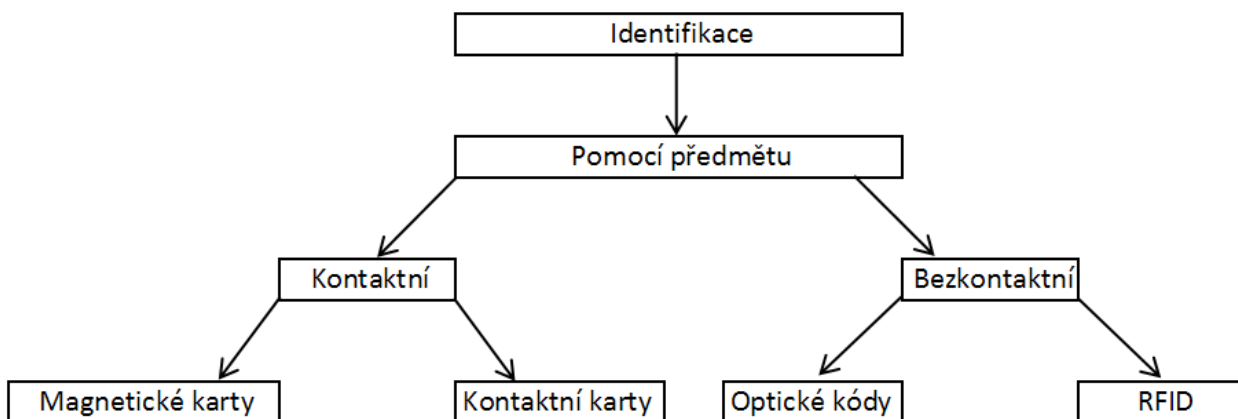 Identifikace
Pomocí předmětu
Kontaktní
Bezkontaktní
Magnetické karty
Kontaktní karty
Optické kódy
RFID